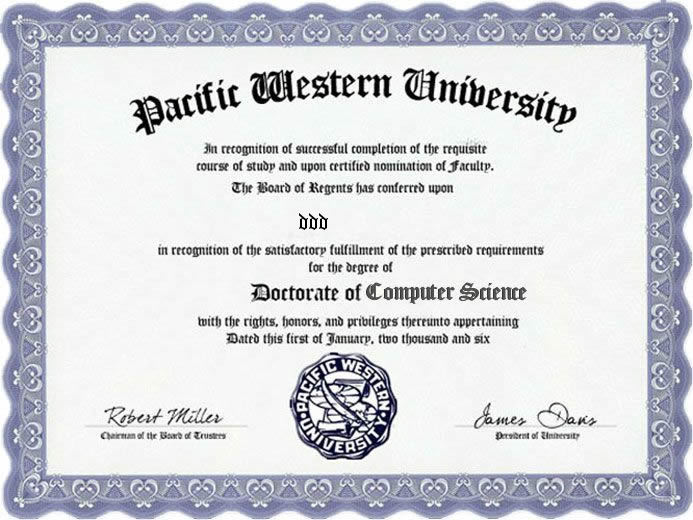 Pacific Western University
In recognition of successful completion of the requisite
course of study and upon certified nomination of Faculty.
The Board of Regents has conferred upon
ddd
in recognition of the satisfactory fulfillment of the prescribed requirements
for the degree of
Doctorate of Computer Science
with the rights, honors, and privileges thereunto appertaining
Dated this first of January, two thousand and six
PACIFIC WESTERN
UNIVERSITY
Robert Miller
Chairman of the Board of Trustees
James Davis
President of University